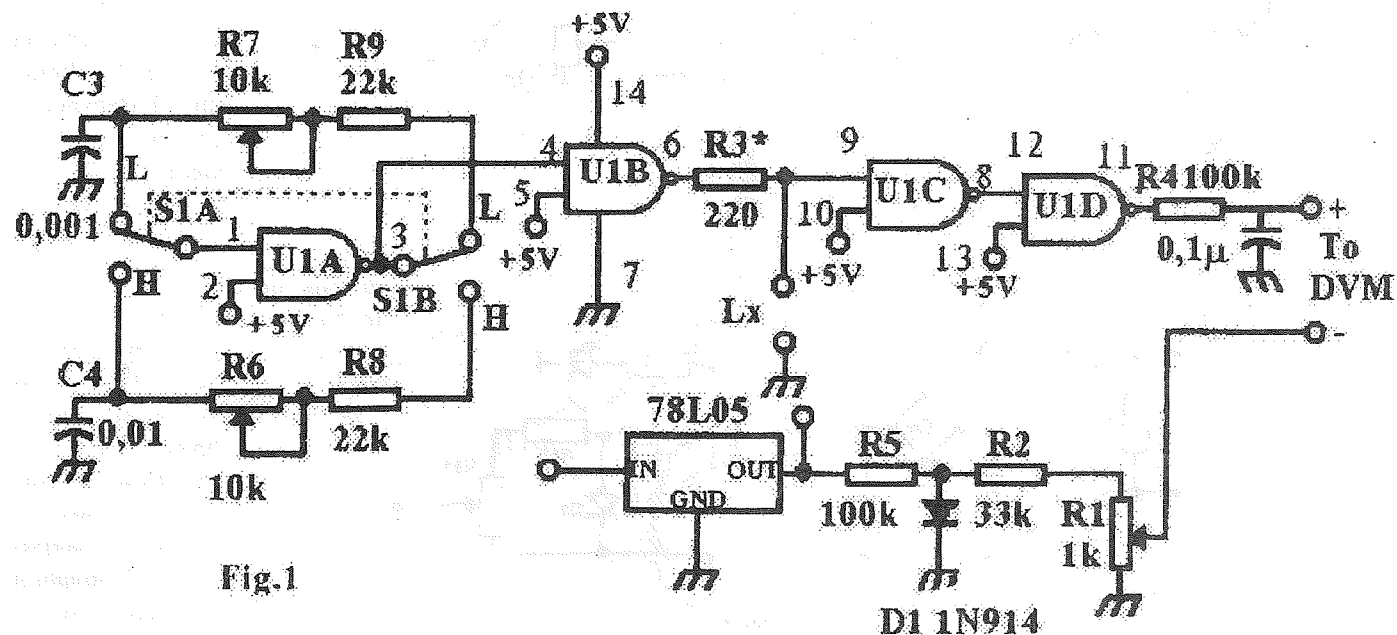 +5V
R7
R9
C3
10k
22k
14
L
4
U1B
6
R3*
9
12
11
R4100k
S1A
5
220
U1C
8
U1D
+
0,001
1
3
L
10
13
0,1µ
To
H
U1A
+5V
7
+5V
+5V
DVM
2
S1B
Lx
-
+5V
H
C4
R6
R8
78L05
0,01
22k
IN
OUT
R5
R2
10k
GND
100k
33k
R1
1k
Fig.1
D1 1N914